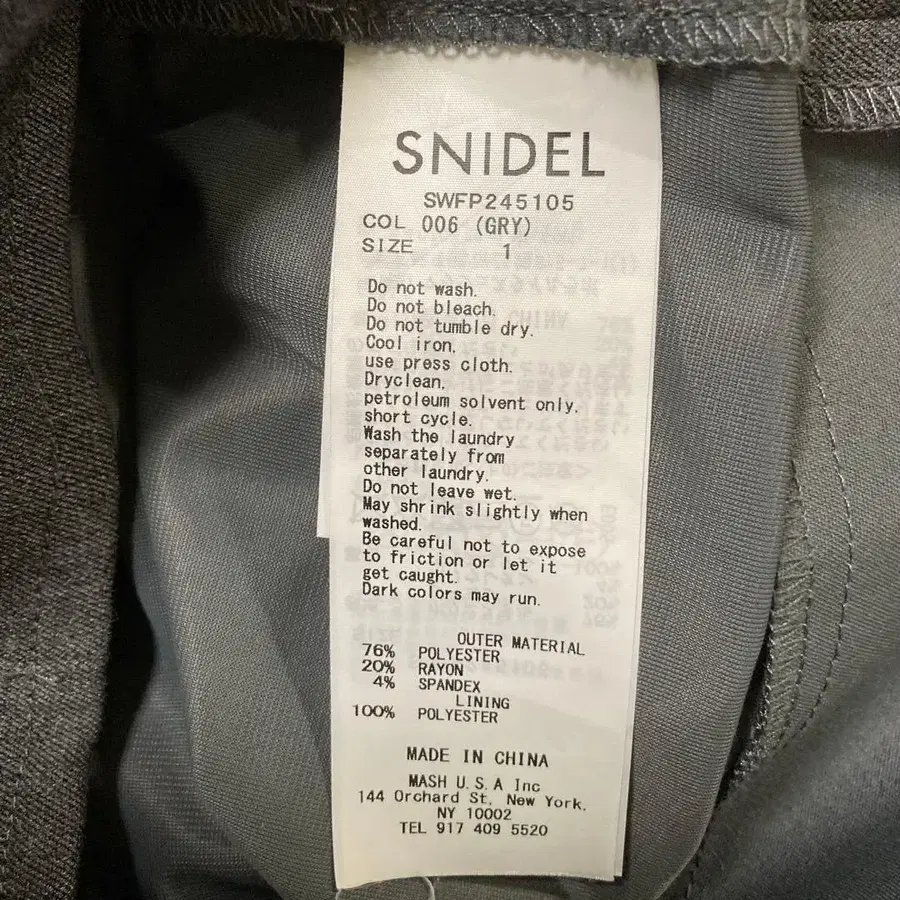 SNIDEL
SWFP245105
COL 006 (GRY)
SIZE 1
Do not wash.
Do not bleach.
Do not tumble dry.
Cool iron,
use press cloth.
Dryclean,
petroleum solvent only,
short cycle.
Wash the laundry
separately from
other laundry.
Do not leave wet.
May shrink slightly when
washed.
Be careful not to expose
to friction or let it
get caught.
Dark colors may run.
OUTER MATERIAL
76% POLYESTER
20% RAYON
4% SPANDEX
LINING
100% POLYESTER
MADE IN CHINA
MASH U.S.A Inc
144 Orchard St, New York,
NY 10002
TEL 917 409 5520